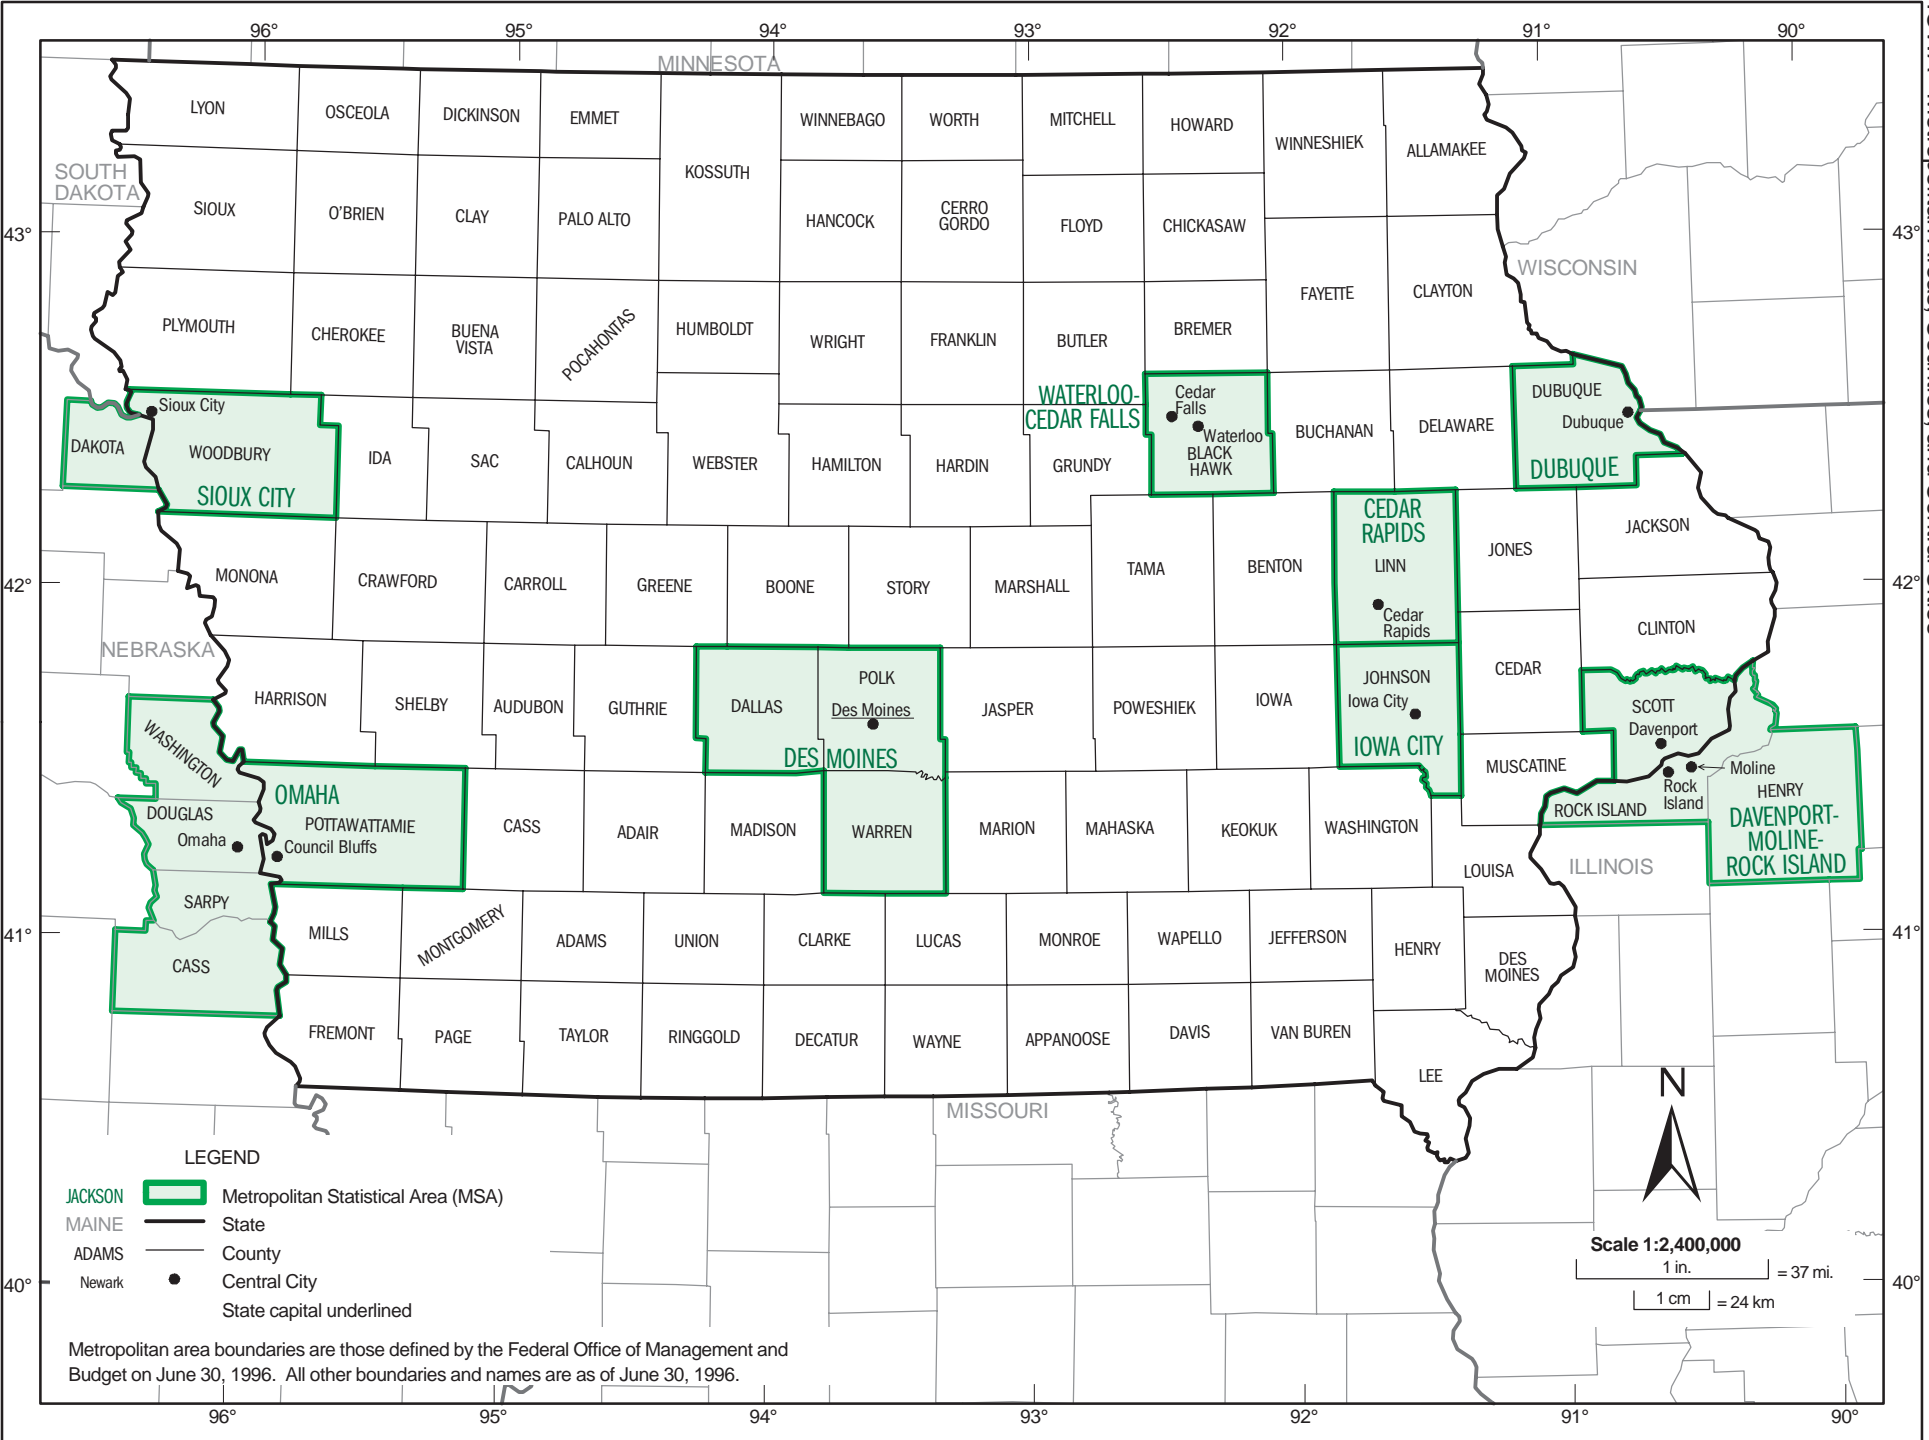 96°
95°
94°
93°
92°
91°
90°
MINNESOTA
LYON
OSCEOLA
DICKINSON
EMMET
KOSSUTH
WINNEBAGO
WORTH
MITCHELL
HOWARD
WINNESHIEK
ALLAMAKEE
SOUTH
DAKOTA
SIOUX
O'BRIEN
CLAY
PALO ALTO
HANCOCK
CERRO
GORDO
FLOYD
CHICKASAW
43°
43°
WISCONSIN
PLYMOUTH
CHEROKEE
BUENA
VISTA
POCAHONTAS
HUMBOLDT
WRIGHT
FRANKLIN
BUTLER
BREMER
FAYETTE
CLAYTON
WATERLOO-
CEDAR FALLS
Cedar
Falls
Waterloo
BLACK
HAWK
Sioux City
DAKOTA
WOODBURY
SIOUX CITY
IDA
SAC
CALHOUN
WEBSTER
HAMILTON
HARDIN
GRUNDY
BUCHANAN
DELAWARE
DUBUQUE
Dubuque
DUBUQUE
42°
42°
MONONA
CRAWFORD
CARROLL
GREENE
BOONE
STORY
MARSHALL
TAMA
BENTON
CEDAR
RAPIDS
LINN
Cedar
Rapids
JONES
JACKSON
CLINTON
NEBRASKA
HARRISON
SHELBY
AUDUBON
GUTHRIE
DALLAS
POLK
Des Moines
DES MOINES
JASPER
POWESHIEK
IOWA
JOHNSON
Iowa City
IOWA CITY
CEDAR
SCOTT
Davenport
MUSCATINE
Moline
Rock
Island
ROCK ISLAND
HENRY
DAVENPORT-
MOLINE-
ROCK ISLAND
WASHINGTON
OMAHA
DOUGLAS
Omaha
POTTAWATTAMIE
Council Bluffs
CASS
ADAIR
MADISON
WARREN
MARION
MAHASKA
KEOKUK
WASHINGTON
LOUISA
ILLINOIS
SARPY
CASS
41°
41°
MILLS
MONTGOMERY
ADAMS
UNION
CLARKE
LUCAS
MONROE
WAPELLO
JEFFERSON
HENRY
DES
MOINES
FREMONT
PAGE
TAYLOR
RINGGOLD
DECATUR
WAYNE
APPANOOSE
DAVIS
VAN BUREN
LEE
MISSOURI
N
LEGEND
JACKSON Metropolitan Statistical Area (MSA)
MAINE State
ADAMS County
Newark Central City
State capital underlined
40°
40°
Scale 1:2,400,000
1 in. = 37 mi.
1 cm = 24 km
Metropolitan area boundaries are those defined by the Federal Office of Management and
Budget on June 30, 1996. All other boundaries and names are as of June 30, 1996.
96°
95°
94°
93°
92°
91°
90°